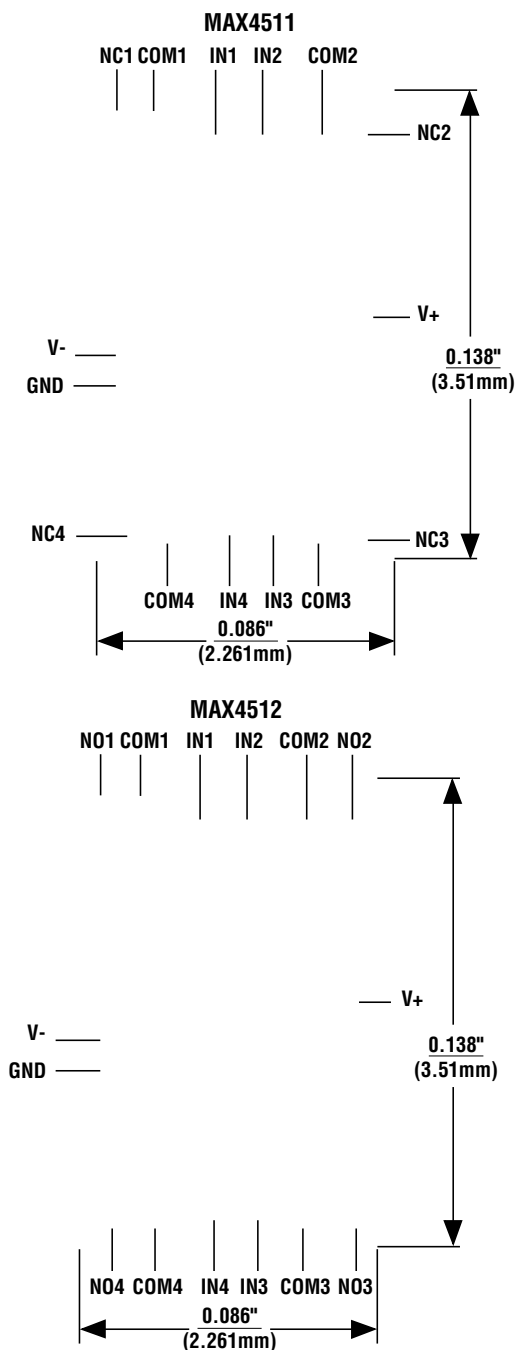 MAX4511
NC1 COM1 IN1 IN2 COM2
NC2
V+
V-
0.138"
(3.51mm)
GND
NC4
NC3
COM4 IN4 IN3 COM3
0.086"
(2.261mm)
MAX4512
NO1 COM1 IN1 IN2 COM2 NO2
V+
V-
0.138"
(3.51mm)
GND
NO4 COM4 IN4 IN3 COM3 NO3
0.086"
(2.261mm)